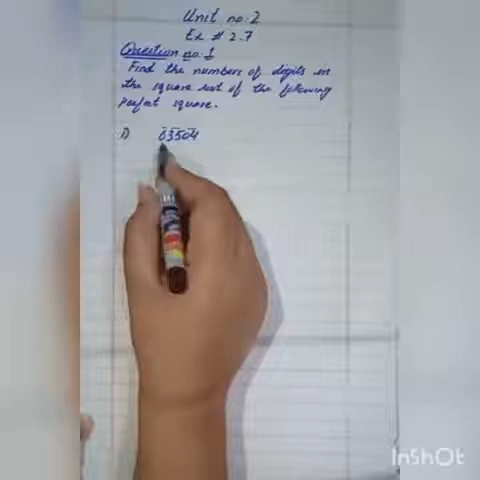 Unit no. 2
Ex # 2.7
Question no. 1
Find the numbers of digits in
the square root of the following
perfect square.
1) 63504
InShOt